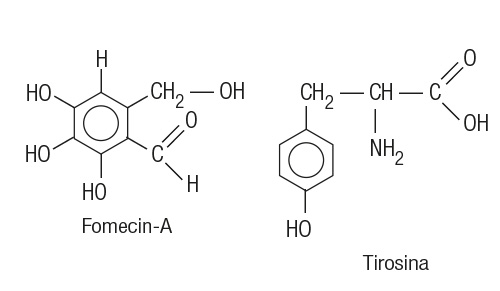 H
HO
CH2 — OH
O
HO
C
H
HO
Fomecin-A
O
CH2 — CH — C
OH
NH2
HO
Tirosina